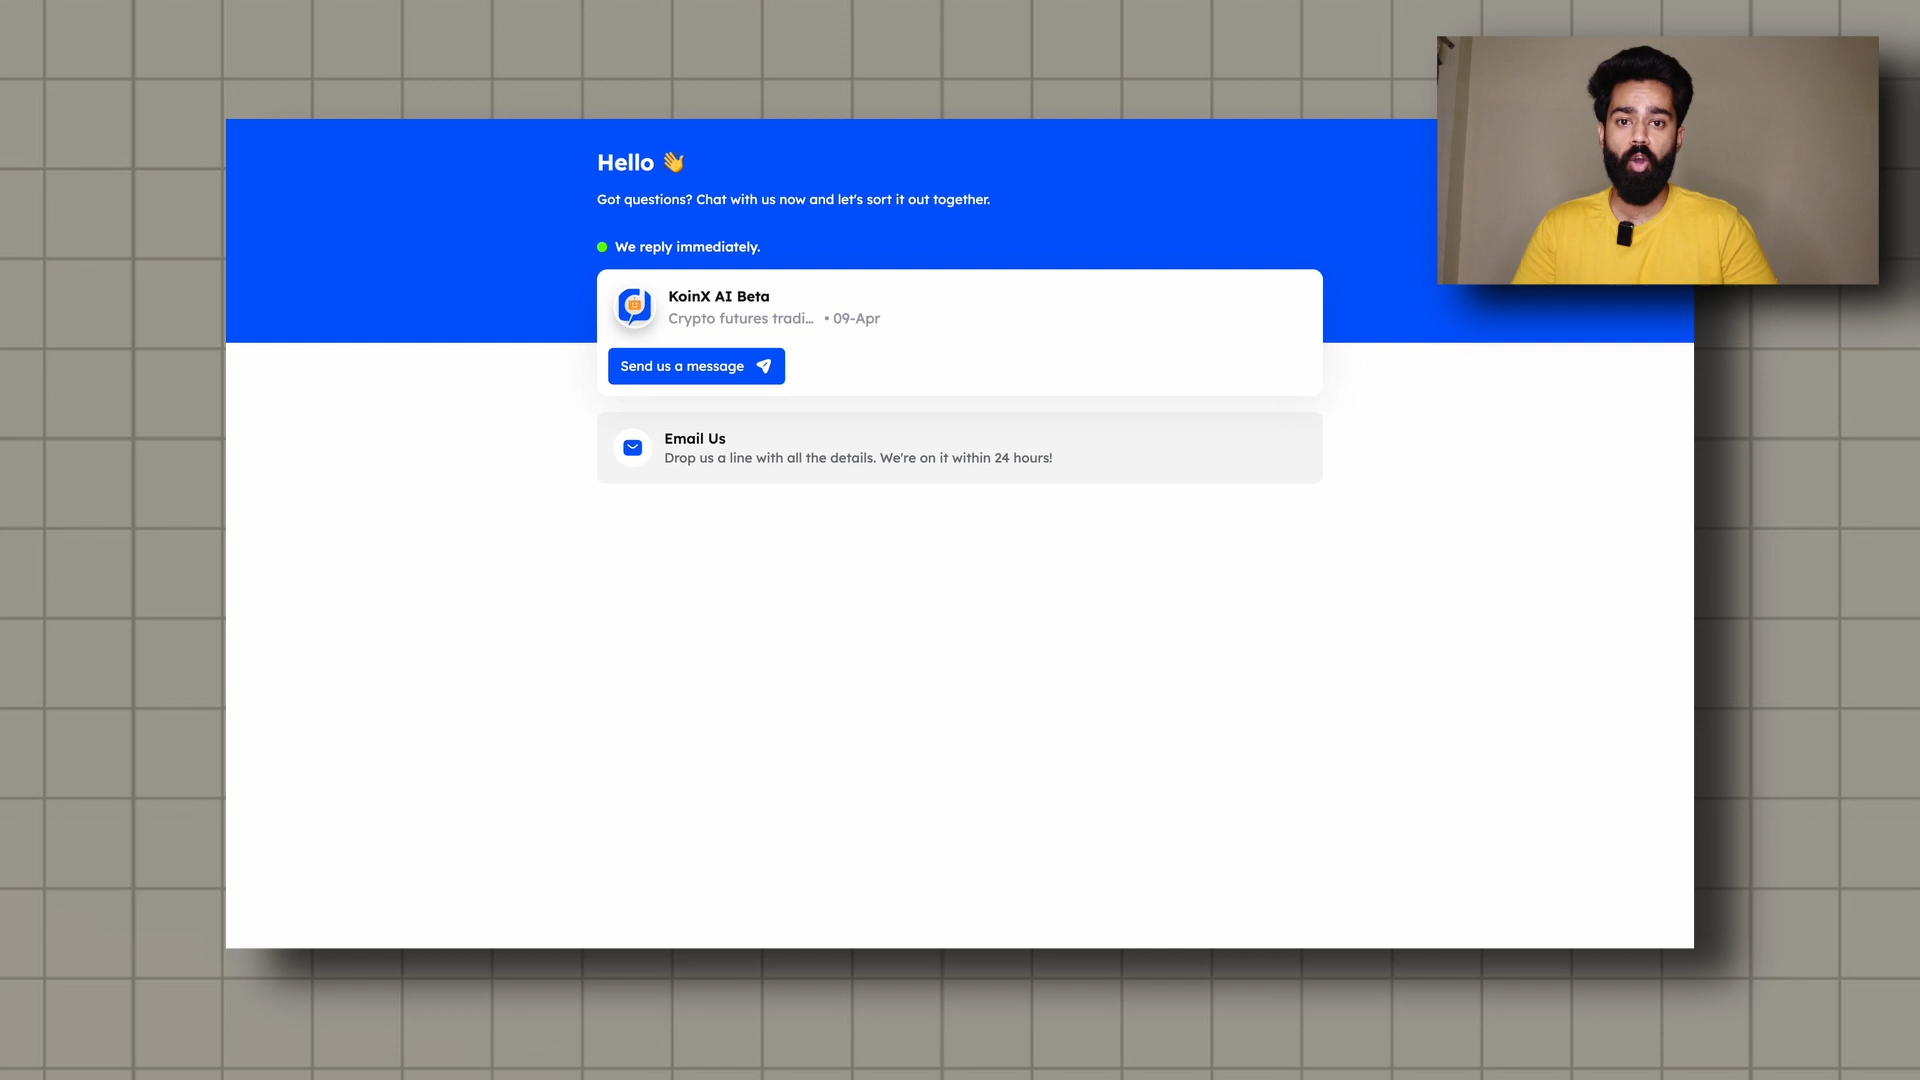 Hello 👋
Got questions? Chat with us now and let's sort it out together.
We reply immediately.
KoinX AI Beta
Crypto futures tradi... • 09-Apr
Send us a message
Email Us
Drop us a line with all the details. We're on it within 24 hours!